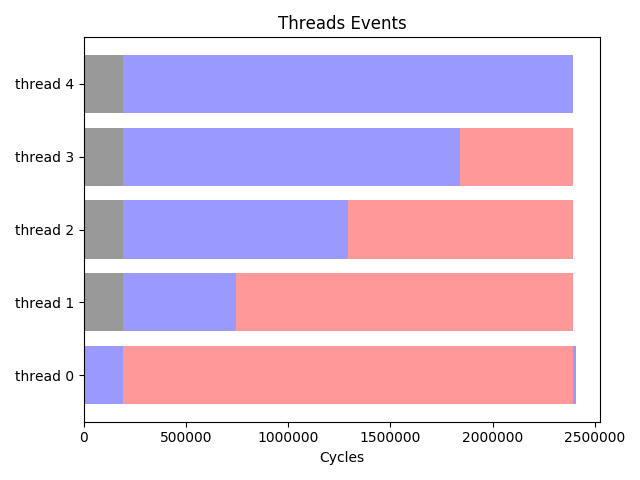 Threads Events
thread 4
thread 3
thread 2
thread 1
thread 0
0 500000 1000000 1500000 2000000 2500000
Cycles